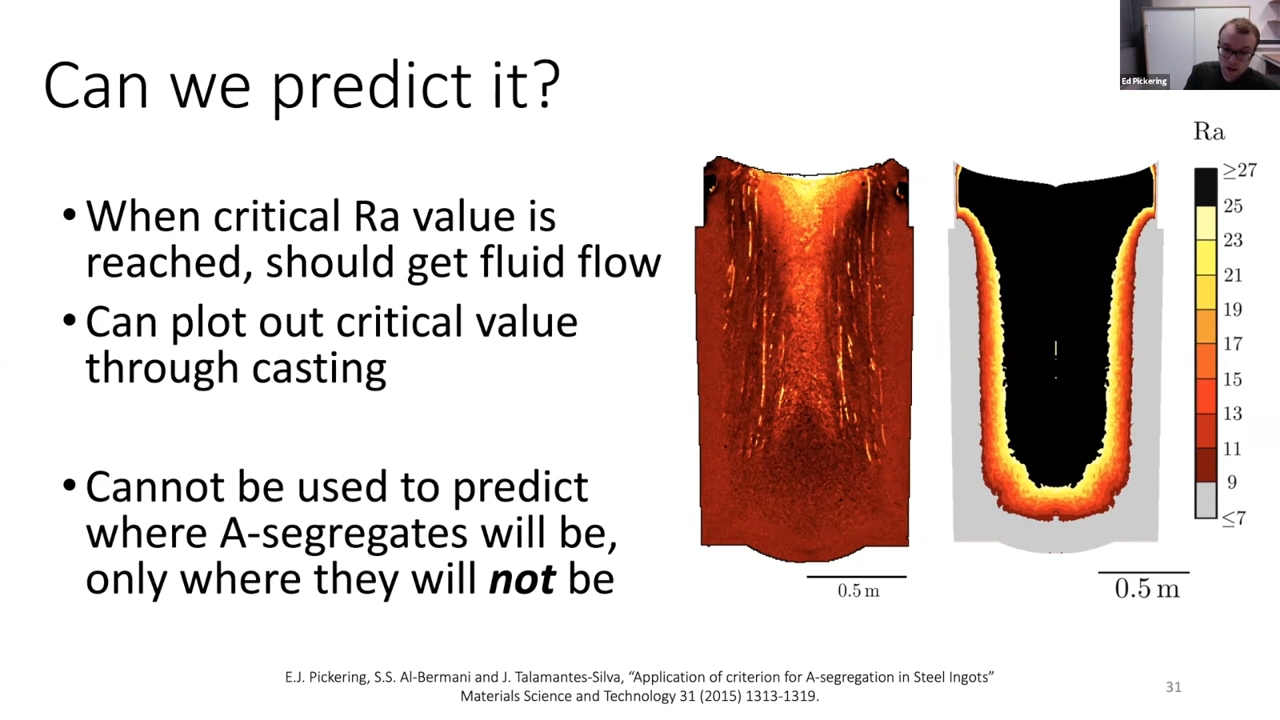 Can we predict it?
Ed Pickering
• When critical Ra value is
reached, should get fluid flow
• Can plot out critical value
through casting
• Cannot be used to predict
where A-segregates will be,
only where they will not be
0.5 m
0.5 m
Ra
≥27
25
23
21
19
17
15
13
11
9
≤7
E.J. Pickering, S.S. Al-Bermani and J. Talamantes-Silva, “Application of criterion for A-segregation in Steel Ingots”
Materials Science and Technology 31 (2015) 1313-1319.
31